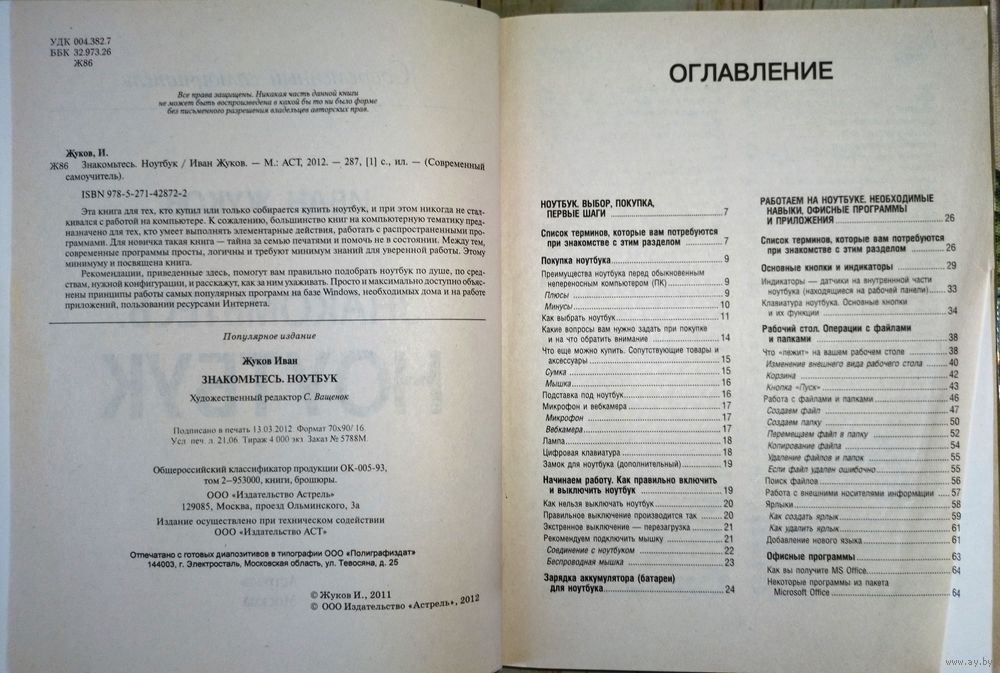 УДК 004.382.7
ББК 32.973.26
Ж86
Все права защищены. Никакая часть данной книги
не может быть воспроизведена в какой бы то ни было форме
без письменного разрешения владельцев авторских прав.
Жуков, И.
Ж86 Знакомьтесь. Ноутбук / Иван Жуков. — М.: АСТ, 2012. — 287, [1] с., ил. — (Современный
самоучитель).
ISBN 978-5-271-42872-2
Эта книга для тех, кто купил или только собирается купить ноутбук, и при этом никогда не стал-
кивался с работой на компьютере. К сожалению, большинство книг на компьютерную тематику пред-
назначено для тех, кто умеет выполнять элементарные действия, работать с распространенными про-
граммами. Для новичка такая книга — тайна за семью печатями и помочь не в состоянии. Между тем,
современные программы просты, логичны и требуют минимум знаний для уверенной работы. Этому
минимуму и посвящена книга.
Рекомендации, приведенные здесь, помогут вам правильно подобрать ноутбук по душе, по сред-
ствам, нужной конфигурации, и расскажут, как за ним ухаживать. Просто и максимально доступно объяс-
нены принципы работы самых популярных программ на базе Windows, необходимых дома и на работе
приложений, пользовании ресурсами Интернета.
Популярное издание
Жуков Иван
ЗНАКОМЬТЕСЬ. НОУТБУК
Художественный редактор С. Ващенок
Подписано в печать 13.03.2012. Формат 70х90/16
Усл. печ. л. 21,06. Тираж 4 000 экз. Заказ № 5788М.
Общероссийский классификатор продукции ОК-005-93,
том 2–953000, книги, брошюры.
ООО «Издательство Астрель»
129085, Москва, проезд Ольминского, 3а
Издание осуществлено при техническом содействии
ООО «Издательство АСТ»
Отпечатано с готовых диапозитивов в типографии ООО «Полиграфиздат»
144003, г. Электросталь, Московская область, ул. Тевосяна, д. 25
© Жуков И., 2011
© ООО Издательство «Астрель», 2012
ОГЛАВЛЕНИЕ
НОУТБУК. ВЫБОР, ПОКУПКА,
ПЕРВЫЕ ШАГИ 7
Список терминов, которые вам потребуются
при знакомстве с этим разделом 7
Покупка ноутбука 9
Преимущества ноутбука перед обыкновенным
непереносным компьютером (ПК) 9
Плюсы 9
Минусы 10
Как выбрать ноутбук 11
Какие вопросы вам нужно задать при покупке
и на что обратить внимание 14
Что еще можно купить. Сопутствующие товары и
аксессуары 15
Сумка 15
Мышка 16
Подставка под ноутбук 16
Микрофон и вебкамера 17
Микрофон 17
Вебкамера 17
Лампа 18
Цифровая клавиатура 18
Замок для ноутбука (дополнительный) 19
Начинаем работу. Как правильно включить
и выключить ноутбук 19
Как нельзя выключать ноутбук 20
Правильное выключение производится так 20
Экстренное выключение — перезагрузка 21
Рекомендуем подключить мышку 21
Соединение с ноутбуком 22
Беспроводная мышка 23
Зарядка аккумулятора (батареи)
для ноутбука 24
РАБОТАЕМ НА НОУТБУКЕ. НЕОБХОДИМЫЕ
НАВЫКИ. ОФИСНЫЕ ПРОГРАММЫ
И ПРИЛОЖЕНИЯ 26
Список терминов, которые вам потребуются
при знакомстве с этим разделом 26
Основные кнопки и индикаторы 29
Индикаторы — датчики на внутреннной части
ноутбука (находящиеся на рабочей панели) 33
Клавиатура ноутбука. Основные кнопки
и их функции 34
Рабочий стол. Операции с файлами
и папками 38
Что «лежит» на вашем рабочем столе 38
Изменение внешнего вида рабочего стола 40
Корзина 42
Кнопка «Пуск» 43
Работа с файлами и папками 46
Создаем файл 47
Создаем папку 50
Перемещаем файл в папку 52
Копирование файла 54
Удаление файлов и папок 55
Если файл удален ошибочно 55
Поиск файлов 56
Работа с внешними носителями информации 57
Ярлыки 58
Как создать ярлык 59
Как удалить ярлык 61
Добавление нового языка 61
Офисные программы 63
Как вы получите MS Office 64
Некоторые программы из пакета
Microsoft Office 64
www.ay.by